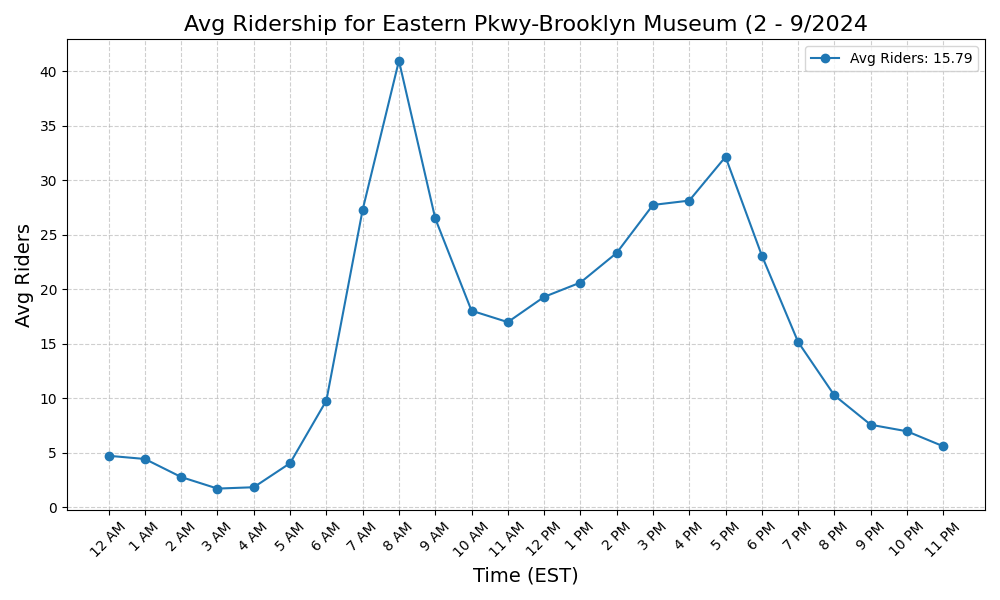 Avg Ridership for Eastern Pkwy-Brooklyn Museum (2 - 9/2024
Avg Riders: 15.79
Avg Riders
40
35
30
25
20
15
10
5
0
12 AM
1 AM
2 AM
3 AM
4 AM
5 AM
6 AM
7 AM
8 AM
9 AM
10 AM
11 AM
12 PM
1 PM
2 PM
3 PM
4 PM
5 PM
6 PM
7 PM
8 PM
9 PM
10 PM
11 PM
Time (EST)